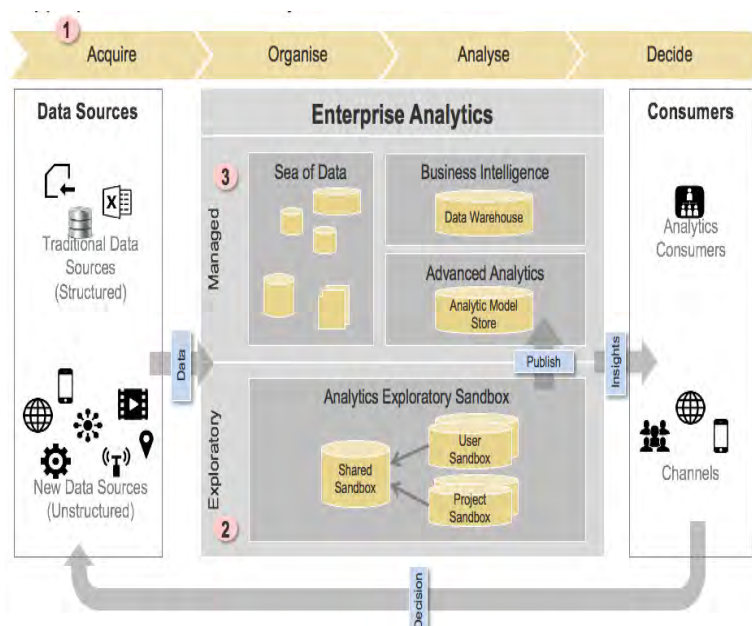 1
Acquire
Organise
Analyse
Decide
Data Sources
Traditional Data
Sources
(Structured)
New Data Sources
(Unstructured)
Data
Enterprise Analytics
Managed
3
Sea of Data
Business Intelligence
Data Warehouse
Advanced Analytics
Analytic Model
Store
Publish
Exploratory
2
Analytics Exploratory Sandbox
Shared
Sandbox
User
Sandbox
Project
Sandbox
Insights
Consumers
Analytics
Consumers
Channels
Decision